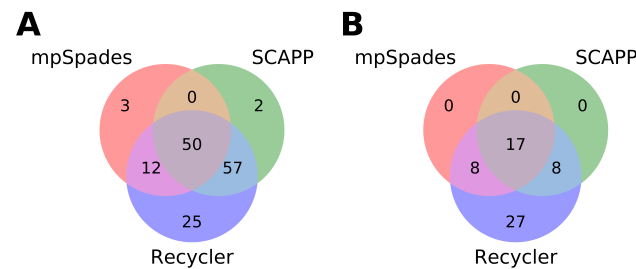 A B
mpSpades SCAPP mpSpades SCAPP
3 0 2 0 0 0
50 17
12 57 8 8
25 27
Recycler Recycler